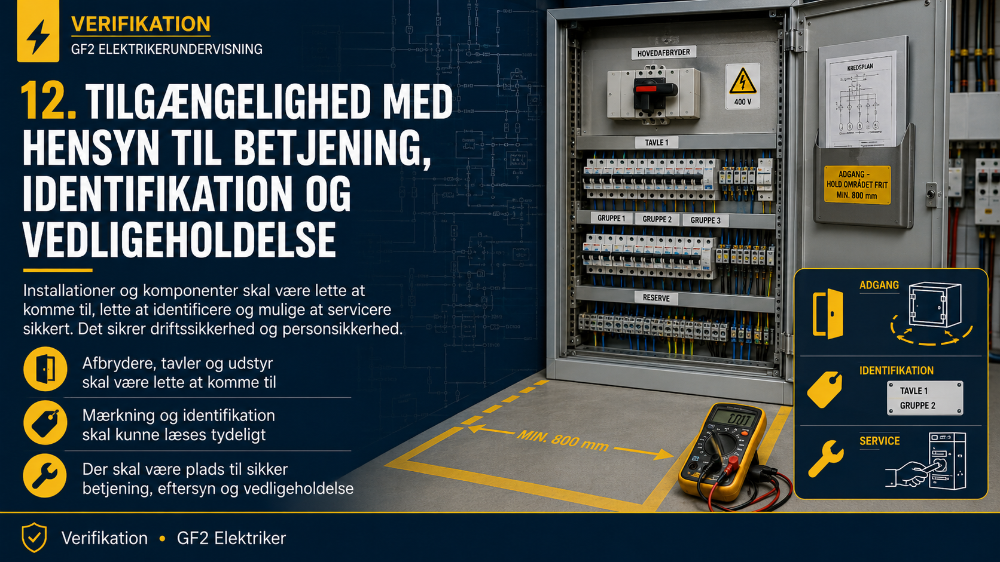 VERIFIKATION
GF2 ELEKTRIKERUNDERVISNING
12. TILGÆNGELIGHED MED
HENSYN TIL BETJENING,
IDENTIFIKATION OG
VEDLIGEHOLDELSE
Installationer og komponenter skal være lette at
komme til, lette at identificere og mulige at servicere
sikkert. Det sikrer driftssikkerhed og personsikkerhed.
Afbrydere, tavler og udstyr
skal være lette at komme til
Mærkning og identifikation
skal kunne læses tydeligt
Der skal være plads til sikker
betjening, eftersyn og vedligeholdelse
HOVEDAFBRYDER
400 V
TAVLE 1
GRUPPE 1
GRUPPE 2
GRUPPE 3
RESERVE
KREDSPLAN
ADGANG -
HOLD OMRÅDET FRIT
MIN. 800 mm
MIN. 800 mm
ADGANG
IDENTIFIKATION
TAVLE 1
GRUPPE 2
SERVICE
Verifikation • GF2 Elektriker